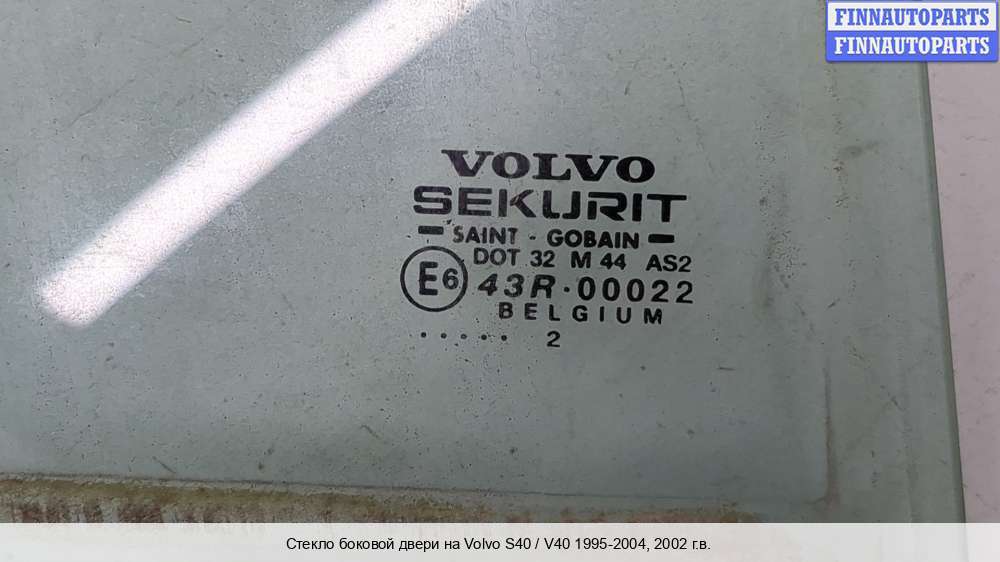 FINNAUTOPARTS
FINNAUTOPARTS
VOLVO
SEKURIT
SAINT - GOBAIN
DOT 32 M 44 AS2
E6 43R·00022
BELGIUM
..... 2
Стекло боковой двери на Volvo S40 / V40 1995-2004, 2002 г.в.